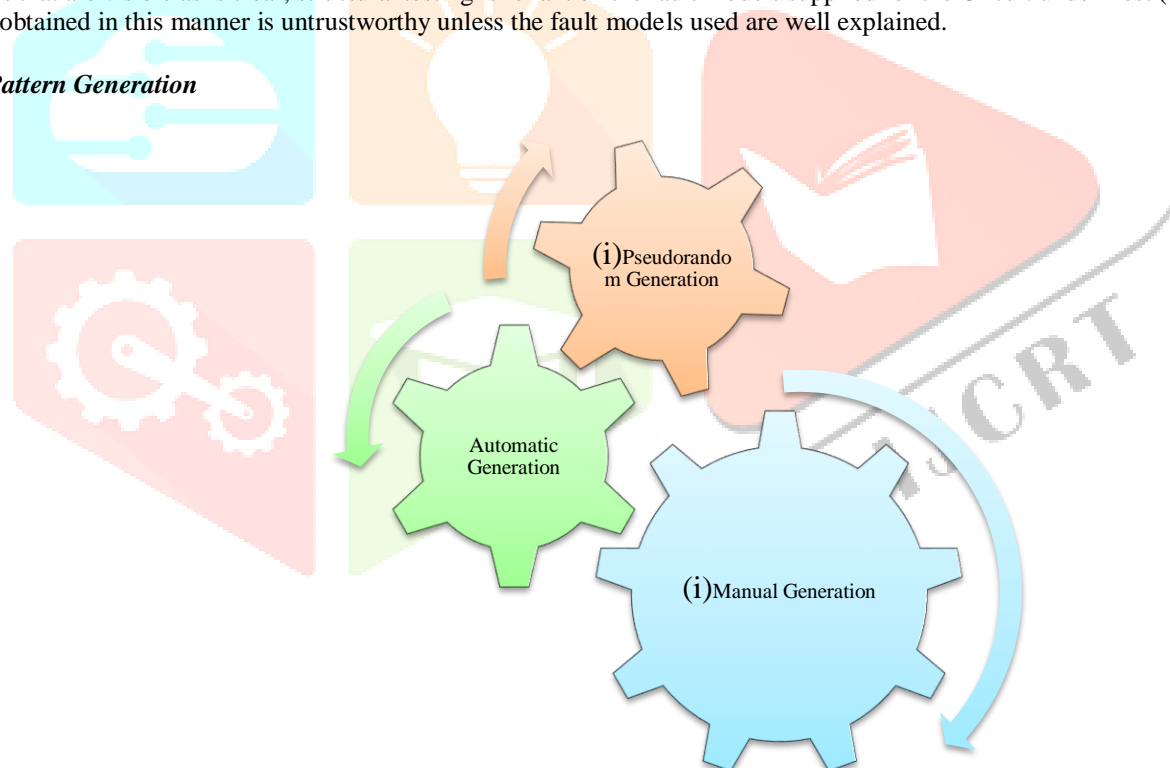 obtained in this manner is untrustworthy unless the fault models used are well explained.
Pattern Generation
(i)Pseudorando
m Generation
Automatic
Generation
(i)Manual Generation
IJCRT